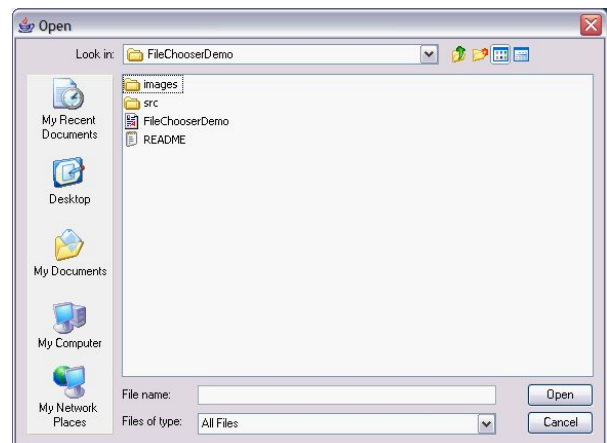 Open
Look in: FileChooserDemo
My Recent
Documents
Desktop
My Documents
My Computer
My Network
Places
images
src
FileChooserDemo
README
File name:
Open
Files of type: All Files
Cancel